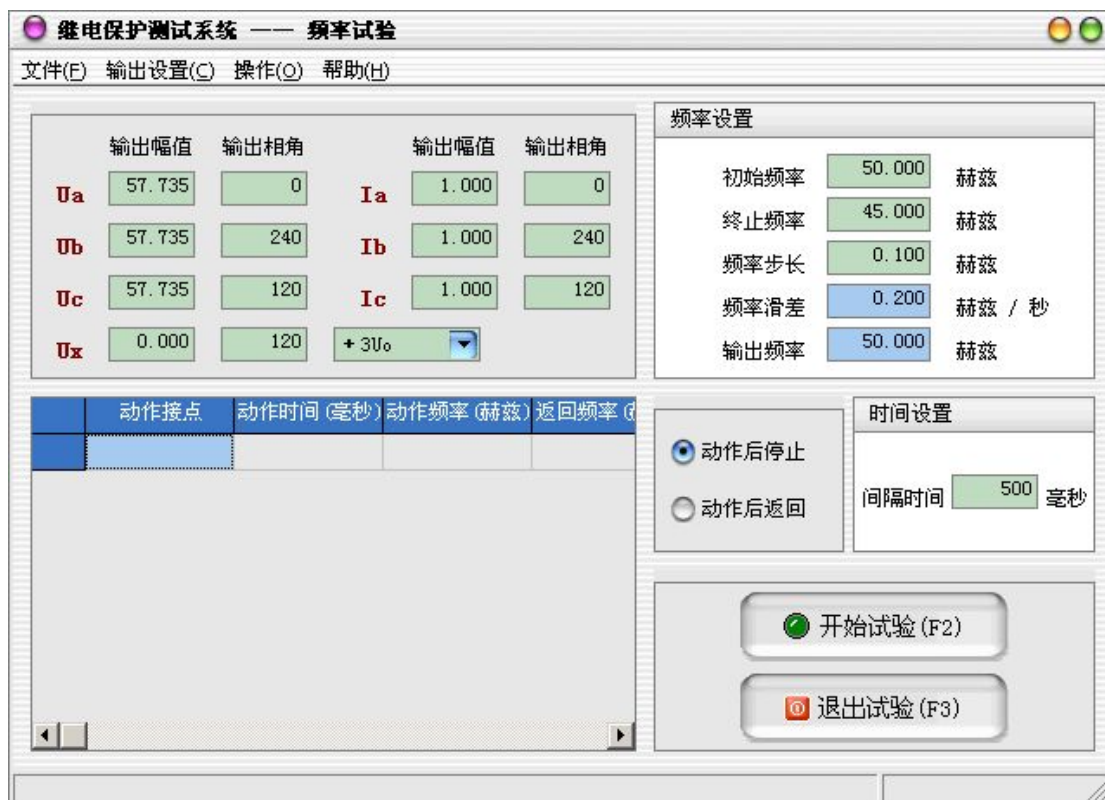 继电保护测试系统 —— 频率试验
文件(F) 输出设置(C) 操作(O) 帮助(H)
输出幅值 输出相角 输出幅值 输出相角
Ua 57.735 0 Ia 1.000 0
Ub 57.735 240 Ib 1.000 240
Uc 57.735 120 Ic 1.000 120
Ux 0.000 120 + 3Uo
频率设置
初始频率 50.000 赫兹
终止频率 45.000 赫兹
频率步长 0.100 赫兹
频率滑差 0.200 赫兹 / 秒
输出频率 50.000 赫兹
动作接点 动作时间(毫秒) 动作频率(赫兹) 返回频率(
动作后停止
动作后返回
时间设置
间隔时间 500 毫秒
开始试验(F2)
退出试验(F3)